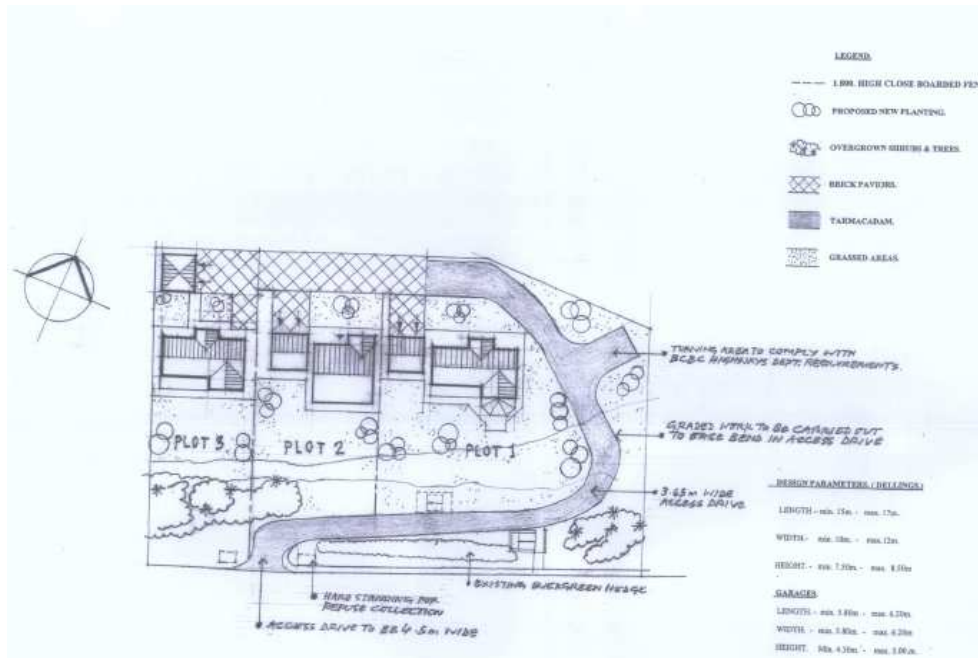 LEGEND.
1.800. HIGH CLOSE BOARDED FEN
PROPOSED NEW PLANTING.
OVERGROWN SHRUBS & TREES.
BRICK PAVIORS.
TARMACADAM.
GRASSED AREAS.
TURNING AREA TO COMPLY WITH
BCBC HIGHWAYS DEPT. REQUIREMENTS.
GRADED WORK TO BE CARRIED OUT
TO EASE BEND IN ACCESS DRIVE
PLOT 3
PLOT 2
PLOT 1
3.65m WIDE
ACCESS DRIVE
DESIGN PARAMETERS. ( DELLINGS.)
LENGTH - min. 15m. - max. 17m.
WIDTH - min. 10m. - max. 12m.
HEIGHT. - min. 7.50m. - max. 8.50m
EXISTING EVERGREEN HEDGE
HARD STANDING FOR
REFUSE COLLECTION
ACCESS DRIVE TO BE 4.5m WIDE
GARAGES.
LENGTH - min. 5.80m - max. 6.20m.
WIDTH - min. 5.80m - max. 6.20m
HEIGHT. Min. 4.50m. - max. 5.00.m.